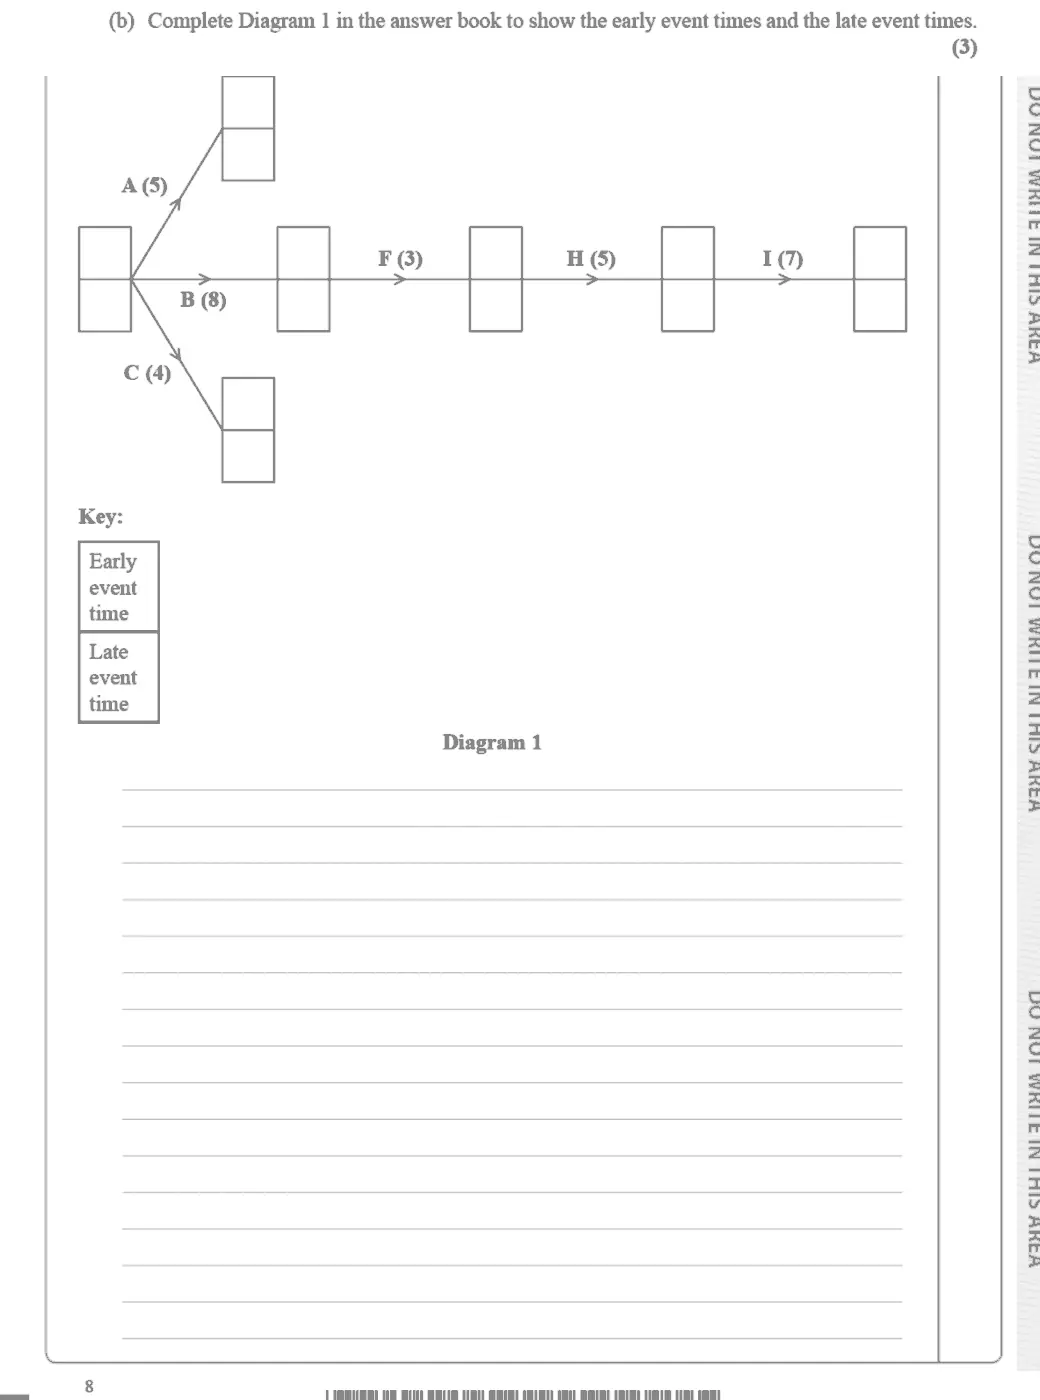 (b) Complete Diagram 1 in the answer book to show the early event times and the late event times.
(3)
A (5)
F (3)
H (5)
I (7)
B (8)
C (4)
Key:
Early
event
time
Late
event
time
Diagram 1
8
DO NOT WRITE IN THIS AREA
DO NOT WRITE IN THIS AREA
DO NOT WRITE IN THIS AREA